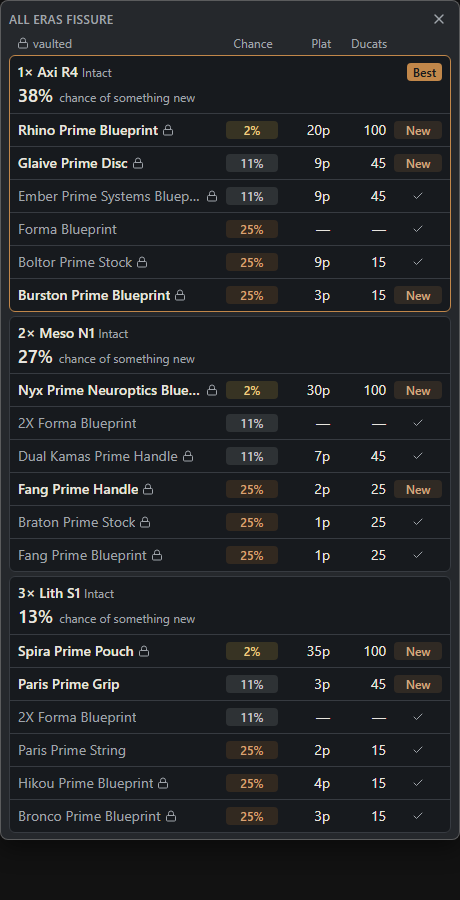 ALL ERAS FISSURE
vaulted Chance Plat Ducats
1× Axi R4 Intact Best
38% chance of something new
Rhino Prime Blueprint 2% 20p 100 New
Glaive Prime Disc 11% 9p 45 New
Ember Prime Systems Bluep... 11% 9p 45
Forma Blueprint 25% — —
Boltor Prime Stock 25% 9p 15
Burston Prime Blueprint 25% 3p 15 New
2× Meso N1 Intact
27% chance of something new
Nyx Prime Neuroptics Blue... 2% 30p 100 New
2X Forma Blueprint 11% — —
Dual Kamas Prime Handle 11% 7p 45
Fang Prime Handle 25% 2p 25 New
Braton Prime Stock 25% 1p 25
Fang Prime Blueprint 25% 1p 25
3× Lith S1 Intact
13% chance of something new
Spira Prime Pouch 2% 35p 100 New
Paris Prime Grip 11% 3p 45 New
2X Forma Blueprint 11% — —
Paris Prime String 25% 2p 15
Hikou Prime Blueprint 25% 4p 15
Bronco Prime Blueprint 25% 3p 15